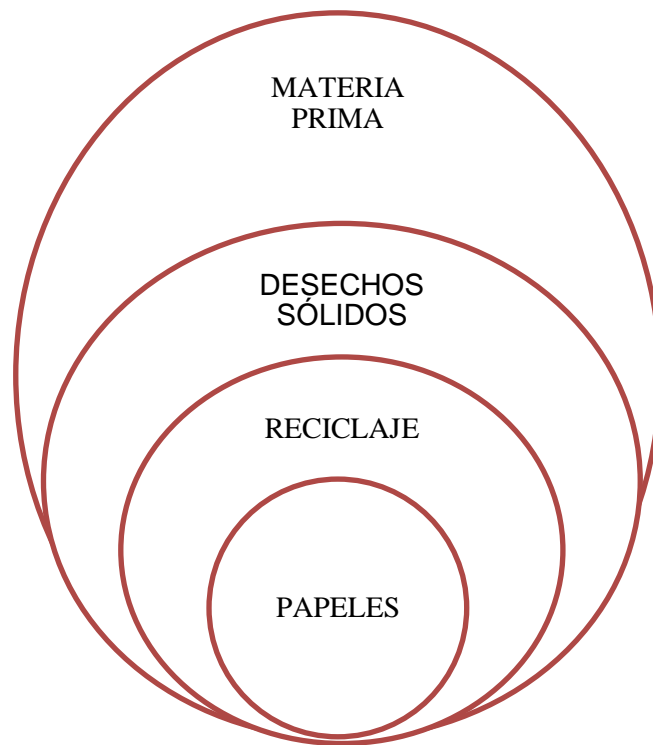 MATERIA
PRIMA
DESECHOS
SÓLIDOS
RECICLAJE
PAPELES